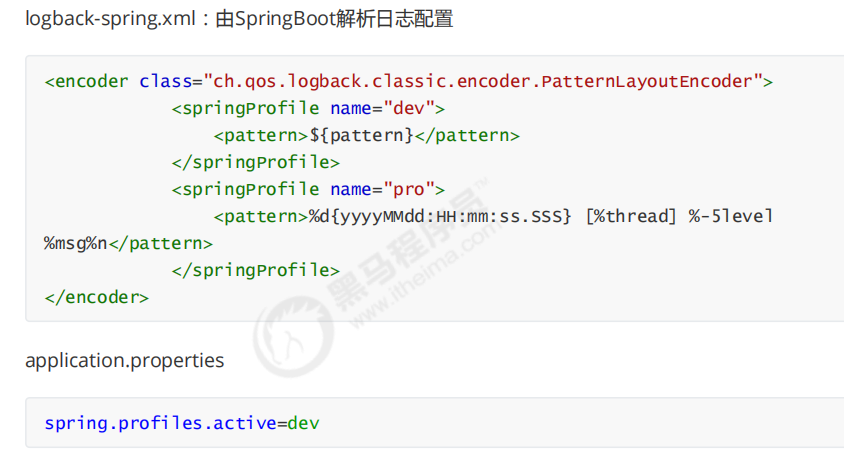 logback-spring.xml：由SpringBoot解析日志配置
<encoder class="ch.qos.logback.classic.encoder.PatternLayoutEncoder">
<springProfile name="dev">
<pattern>${pattern}</pattern>
</springProfile>
<springProfile name="pro">
<pattern>%d{yyyyMMdd:HH:mm:ss.SSS} [%thread] %-5level
%msg%n</pattern>
</springProfile>
</encoder>
黑马程序员™
www.itheima.com
application.properties
spring.profiles.active=dev